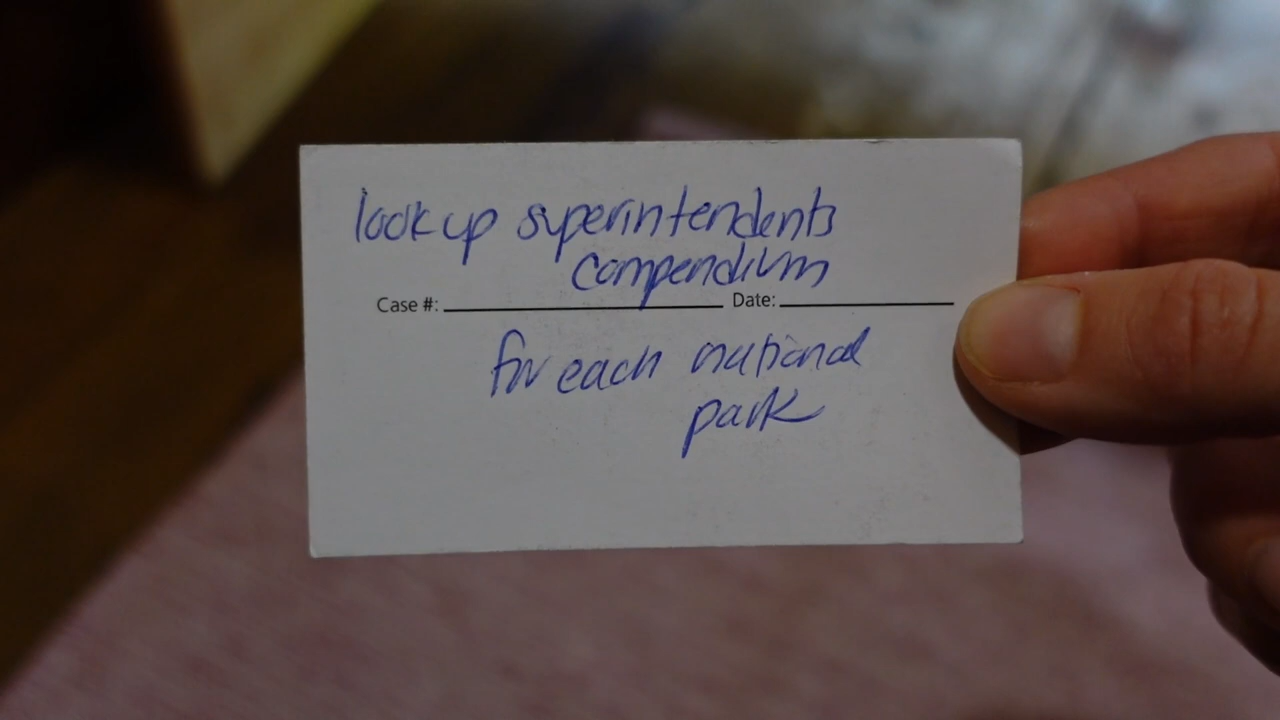 look up superintendents
compendium
Case #: Date:
for each national
park